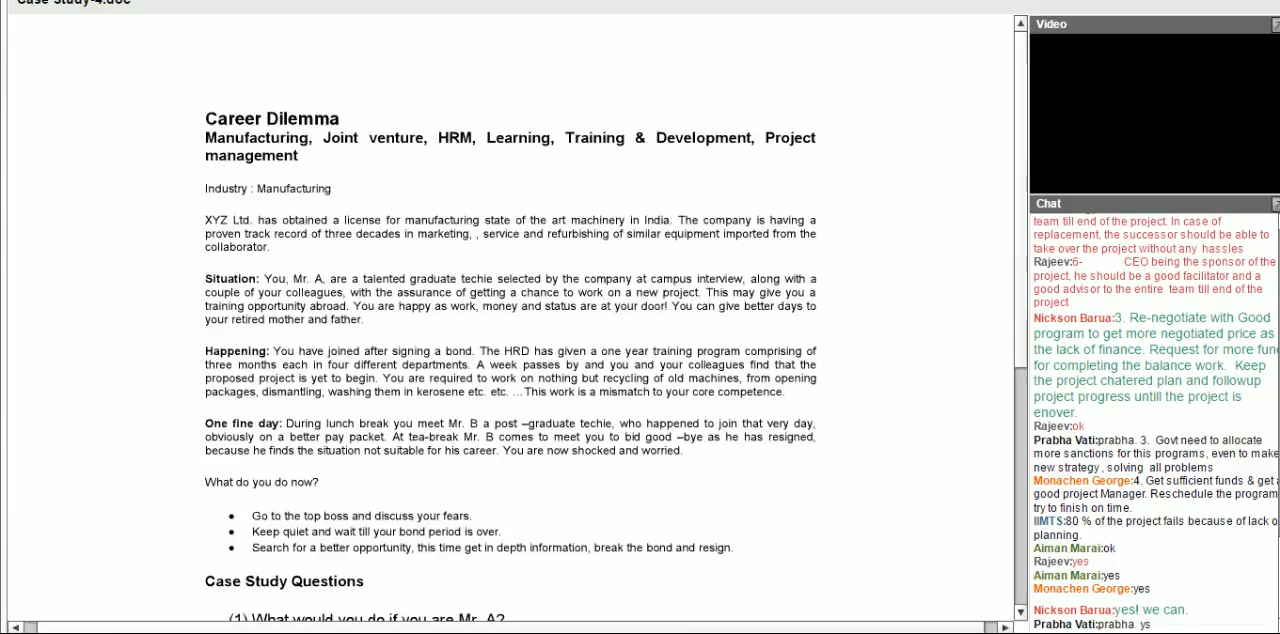 Case Study-4.doc
Career Dilemma
Manufacturing, Joint venture, HRM, Learning, Training & Development, Project
management
Industry : Manufacturing
XYZ Ltd. has obtained a license for manufacturing state of the art machinery in India. The company is having a
proven track record of three decades in marketing, , service and refurbishing of similar equipment imported from the
collaborator.
Situation: You, Mr. A, are a talented graduate techie selected by the company at campus interview, along with a
couple of your colleagues, with the assurance of getting a chance to work on a new project. This may give you a
training opportunity abroad. You are happy as work, money and status are at your door! You can give better days to
your retired mother and father.
Happening: You have joined after signing a bond. The HRD has given a one year training program comprising of
three months each in four different departments. A week passes by and you and your colleagues find that the
proposed project is yet to begin. You are required to work on nothing but recycling of old machines, from opening
packages, dismantling, washing them in kerosene etc. etc. ...This work is a mismatch to your core competence.
One fine day: During lunch break you meet Mr. B a post –graduate techie, who happened to join that very day,
obviously on a better pay packet. At tea-break Mr. B comes to meet you to bid good –bye as he has resigned,
because he finds the situation not suitable for his career. You are now shocked and worried.
What do you do now?
• Go to the top boss and discuss your fears.
• Keep quiet and wait till your bond period is over.
• Search for a better opportunity, this time get in depth information, break the bond and resign.
Case Study Questions
(1) What would you do if you are Mr. A?
Video
Chat
team till end of the project. In case of
replacement, the successor should be able to
take over the project without any hassles
Rajeev:6- CEO being the sponsor of the
project, he should be a good facilitator and a
good advisor to the entire team till end of the
project
Nickson Barua:3. Re-negotiate with Good
program to get more negotiated price as
the lack of finance. Request for more fun
for completing the balance work. Keep
the project chatered plan and followup
project progress untill the project is
enover.
Rajeev:ok
Prabha Vati:prabha. 3. Govt need to allocate
more sanctions for this programs, even to make
new strategy, solving all problems
Monachen George:4. Get sufficient funds & get a
good project Manager. Reschedule the program
try to finish on time.
IIMTS:80 % of the project fails because of lack o
planning.
Aiman Marai:ok
Rajeev:yes
Aiman Marai:yes
Monachen George:yes
Nickson Barua:yes! we can.
Prabha Vati:prabha. ys